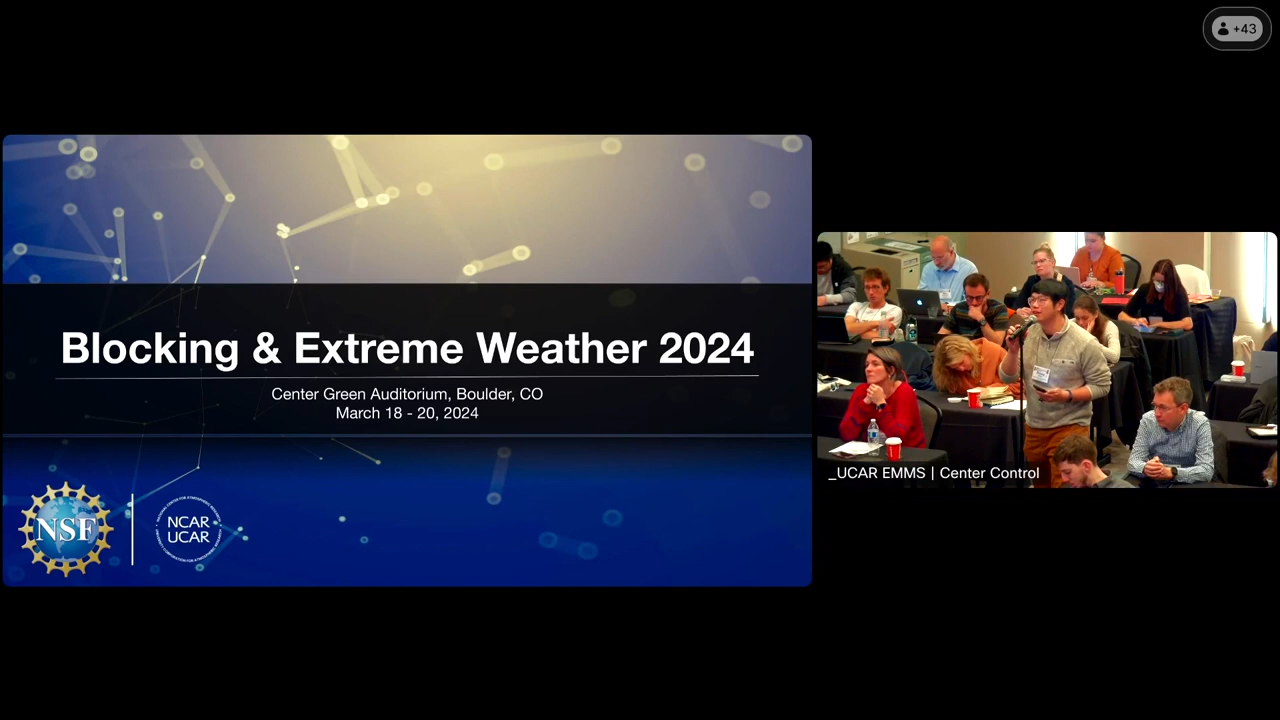 +43
Blocking & Extreme Weather 2024
Center Green Auditorium, Boulder, CO
March 18 - 20, 2024
NSF
NCAR
UCAR
_UCAR EMMS | Center Control